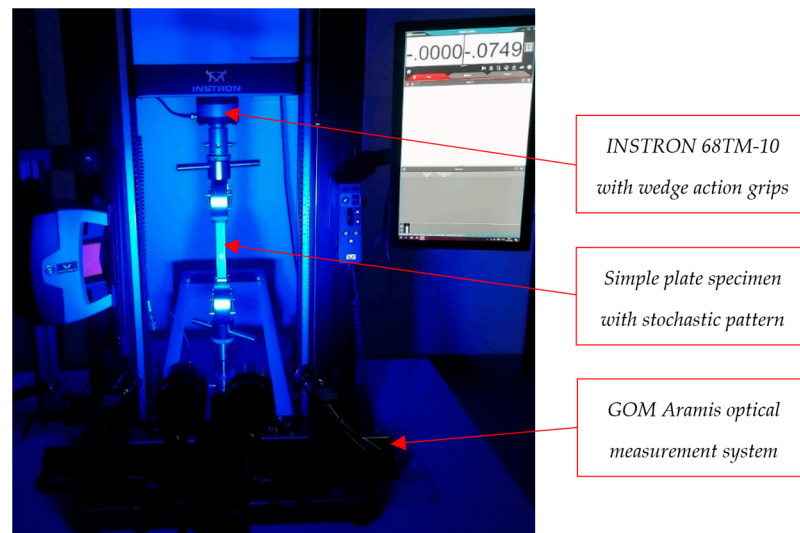 -.0000 -.0749
INSTRON
INSTRON 68TM-10
with wedge action grips
Simple plate specimen
with stochastic pattern
GOM Aramis optical
measurement system